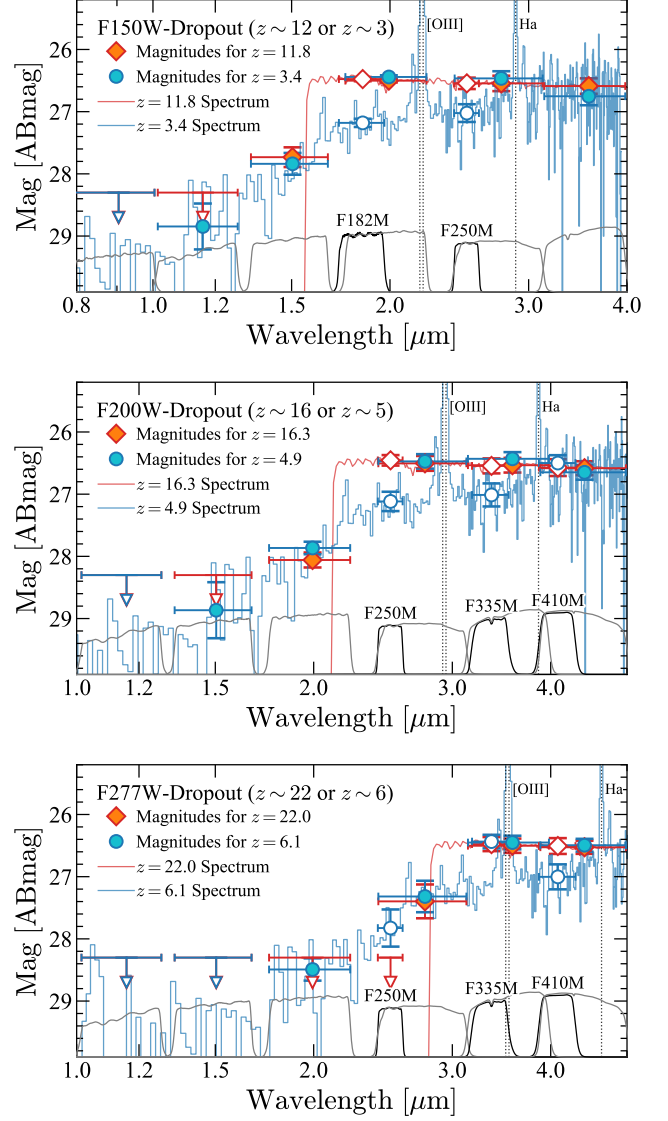 F150W-Dropout (z ~ 12 or z ~ 3)
Magnitudes for z = 11.8
Magnitudes for z = 3.4
z = 11.8 Spectrum
z = 3.4 Spectrum
[OIII]
Ha
F182M
F250M
26
27
28
29
Mag [ABmag]
0.8 1.0 1.5 2.0 3.0 4.0
Wavelength [μm]
F200W-Dropout (z ~ 16 or z ~ 5)
Magnitudes for z = 16.3
Magnitudes for z = 4.9
z = 16.3 Spectrum
z = 4.9 Spectrum
[OIII]
Ha
F250M
F335M
F410M
26
27
28
29
Mag [ABmag]
1.0 1.2 1.5 2.0 3.0 4.0
Wavelength [μm]
F277W-Dropout (z ~ 22 or z ~ 6)
Magnitudes for z = 22.0
Magnitudes for z = 6.1
z = 22.0 Spectrum
z = 6.1 Spectrum
[OIII]
Ha
F250M
F335M
F410M
26
27
28
29
Mag [ABmag]
1.0 1.2 1.5 2.0 3.0 4.0
Wavelength [μm]